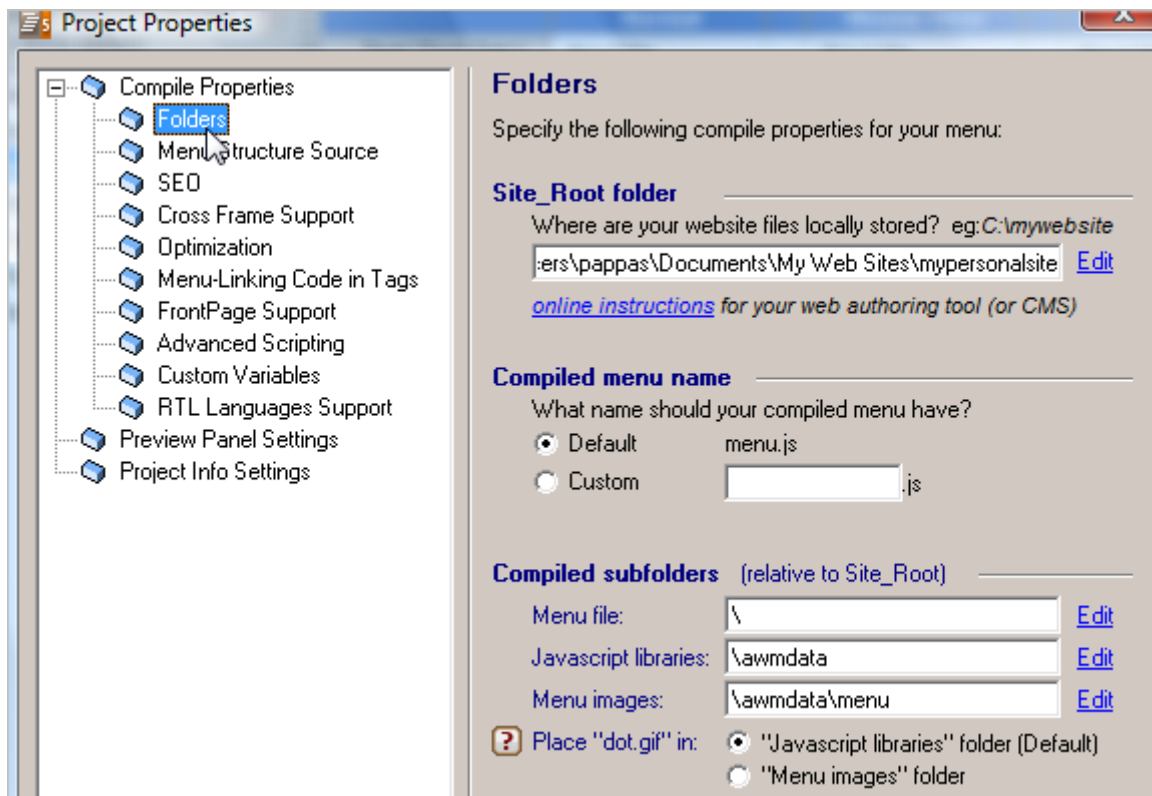 Project Properties
Compile Properties
Folders
Menu Structure Source
SEO
Cross Frame Support
Optimization
Menu-Linking Code in Tags
FrontPage Support
Advanced Scripting
Custom Variables
RTL Languages Support
Preview Panel Settings
Project Info Settings
Folders
Specify the following compile properties for your menu:
Site_Root folder
Where are your website files locally stored? eg:C:\mywebsite
:ers\pappas\Documents\My Web Sites\mypersonalsite Edit
online instructions for your web authoring tool (or CMS)
Compiled menu name
What name should your compiled menu have?
Default menu.js
Custom .js
Compiled subfolders (relative to Site_Root)
Menu file: \ Edit
Javascript libraries: \awmdata Edit
Menu images: \awmdata\menu Edit
? Place "dot.gif" in: "Javascript libraries" folder (Default)
"Menu images" folder